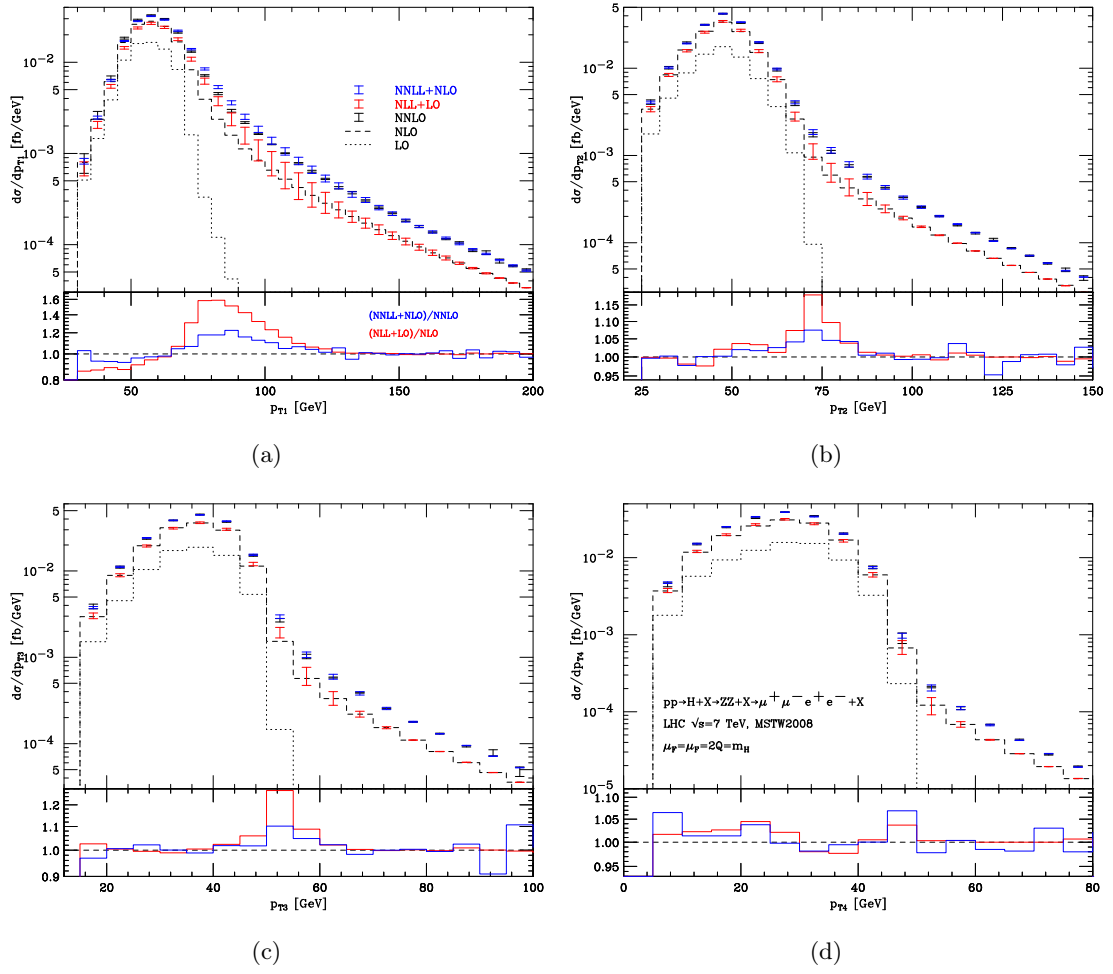 10⁻²
5
10⁻³
5
10⁻⁴
5
dσ/dp_T1 [fb/GeV]
NNLL+NLO
NLL+LO
NNLO
NLO
LO
1.6
1.4
1.2
1.0
0.8
(NNLL+NLO)/NNLO
(NLL+LO)/NLO
50 100 150 200
p_T1 [GeV]
(a)
5
10⁻²
5
10⁻³
5
10⁻⁴
5
dσ/dp_T2 [fb/GeV]
1.15
1.10
1.05
1.00
0.95
25 50 75 100 125 150
p_T2 [GeV]
(b)
5
10⁻²
5
10⁻³
5
10⁻⁴
5
dσ/dp_T3 [fb/GeV]
1.2
1.1
1.0
0.9
20 40 60 80 100
p_T3 [GeV]
(c)
10⁻²
10⁻³
10⁻⁴
10⁻⁵
dσ/dp_T4 [fb/GeV]
pp→H+X→ZZ+X→μ⁺μ⁻e⁺e⁻+X
LHC √s=7 TeV, MSTW2008
μ_F=μ_F=2Q=m_H
1.10
1.05
1.00
0.95
0 20 40 60 80
p_T4 [GeV]
(d)